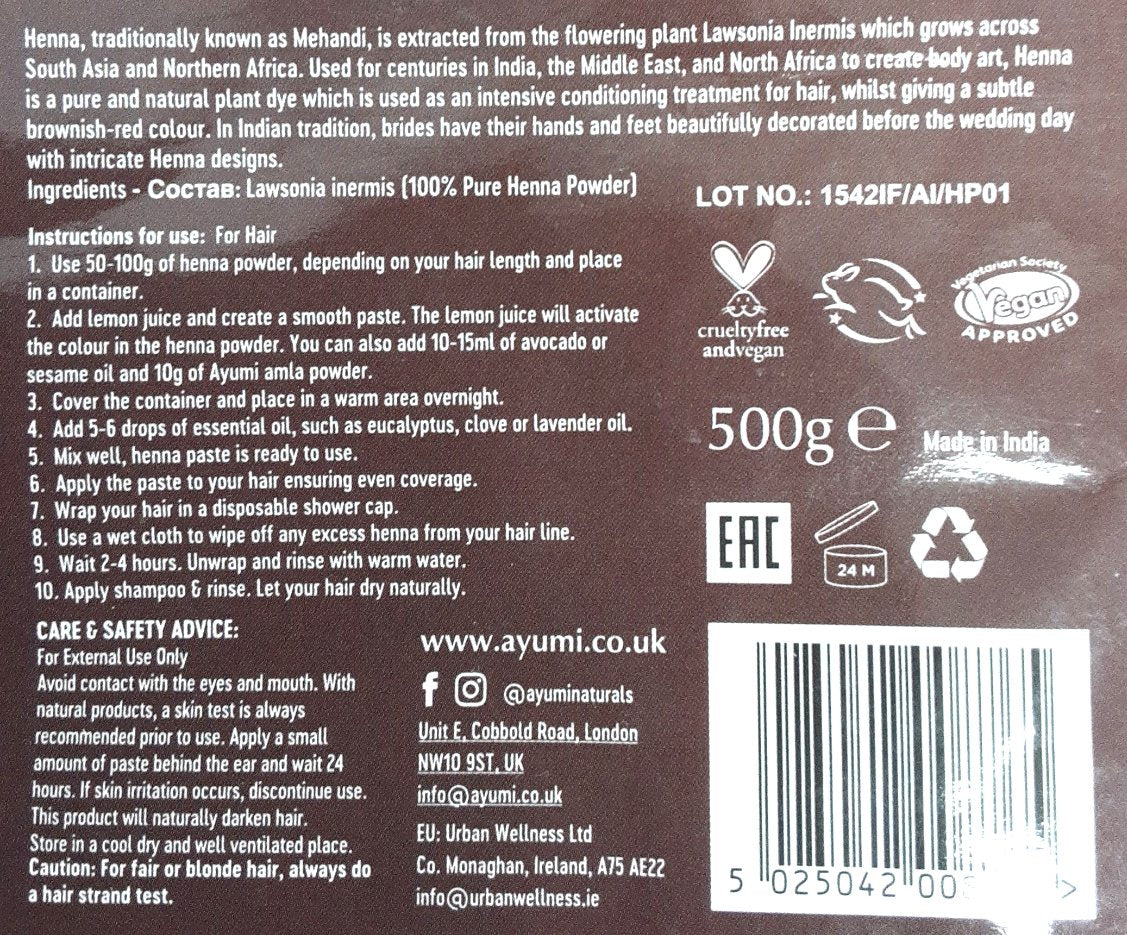 Henna, traditionally known as Mehandi, is extracted from the flowering plant Lawsonia Inermis which grows across
South Asia and Northern Africa. Used for centuries in India, the Middle East, and North Africa to create body art, Henna
is a pure and natural plant dye which is used as an intensive conditioning treatment for hair, whilst giving a subtle
brownish-red colour. In Indian tradition, brides have their hands and feet beautifully decorated before the wedding day
with intricate Henna designs.
Ingredients - Состав: Lawsonia inermis (100% Pure Henna Powder)
Instructions for use: For Hair
1. Use 50-100g of henna powder, depending on your hair length and place
in a container.
2. Add lemon juice and create a smooth paste. The lemon juice will activate
the colour in the henna powder. You can also add 10-15ml of avocado or
sesame oil and 10g of Ayumi amla powder.
3. Cover the container and place in a warm area overnight.
4. Add 5-6 drops of essential oil, such as eucalyptus, clove or lavender oil.
5. Mix well, henna paste is ready to use.
6. Apply the paste to your hair ensuring even coverage.
7. Wrap your hair in a disposable shower cap.
8. Use a wet cloth to wipe off any excess henna from your hair line.
9. Wait 2-4 hours. Unwrap and rinse with warm water.
10. Apply shampoo & rinse. Let your hair dry naturally.
CARE & SAFETY ADVICE:
For External Use Only
Avoid contact with the eyes and mouth. With
natural products, a skin test is always
recommended prior to use. Apply a small
amount of paste behind the ear and wait 24
hours. If skin irritation occurs, discontinue use.
This product will naturally darken hair.
Store in a cool dry and well ventilated place.
Caution: For fair or blonde hair, always do
a hair strand test.
www.ayumi.co.uk
@ayuminaturals
Unit E, Cobbold Road, London
NW10 9ST, UK
info@ayumi.co.uk
EU: Urban Wellness Ltd
Co. Monaghan, Ireland, A75 AE22
info@urbanwellness.ie
LOT NO.: 1542IF/AI/HP01
crueltyfree
andvegan
Vegetarian Society
Vegan
APPROVED
500g e
Made in India
EAC
24 M
5 025042 00 >